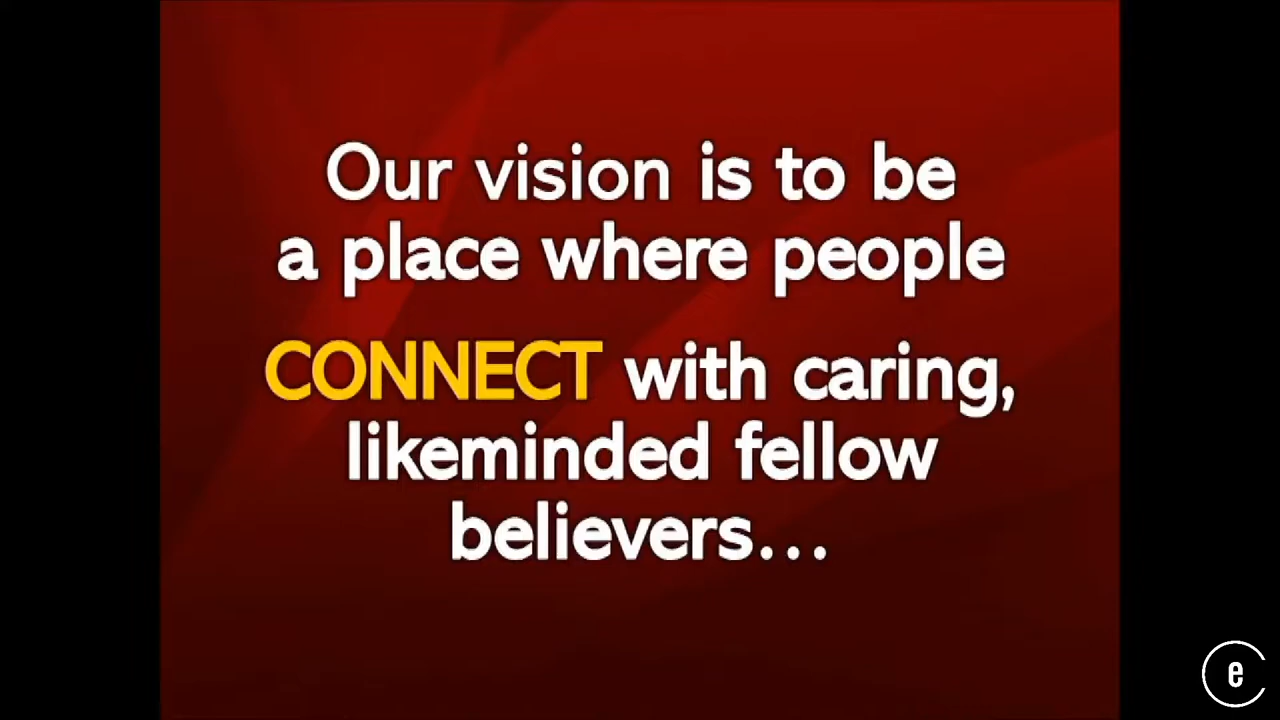 Our vision is to be
a place where people
CONNECT with caring,
likeminded fellow
believers...
e